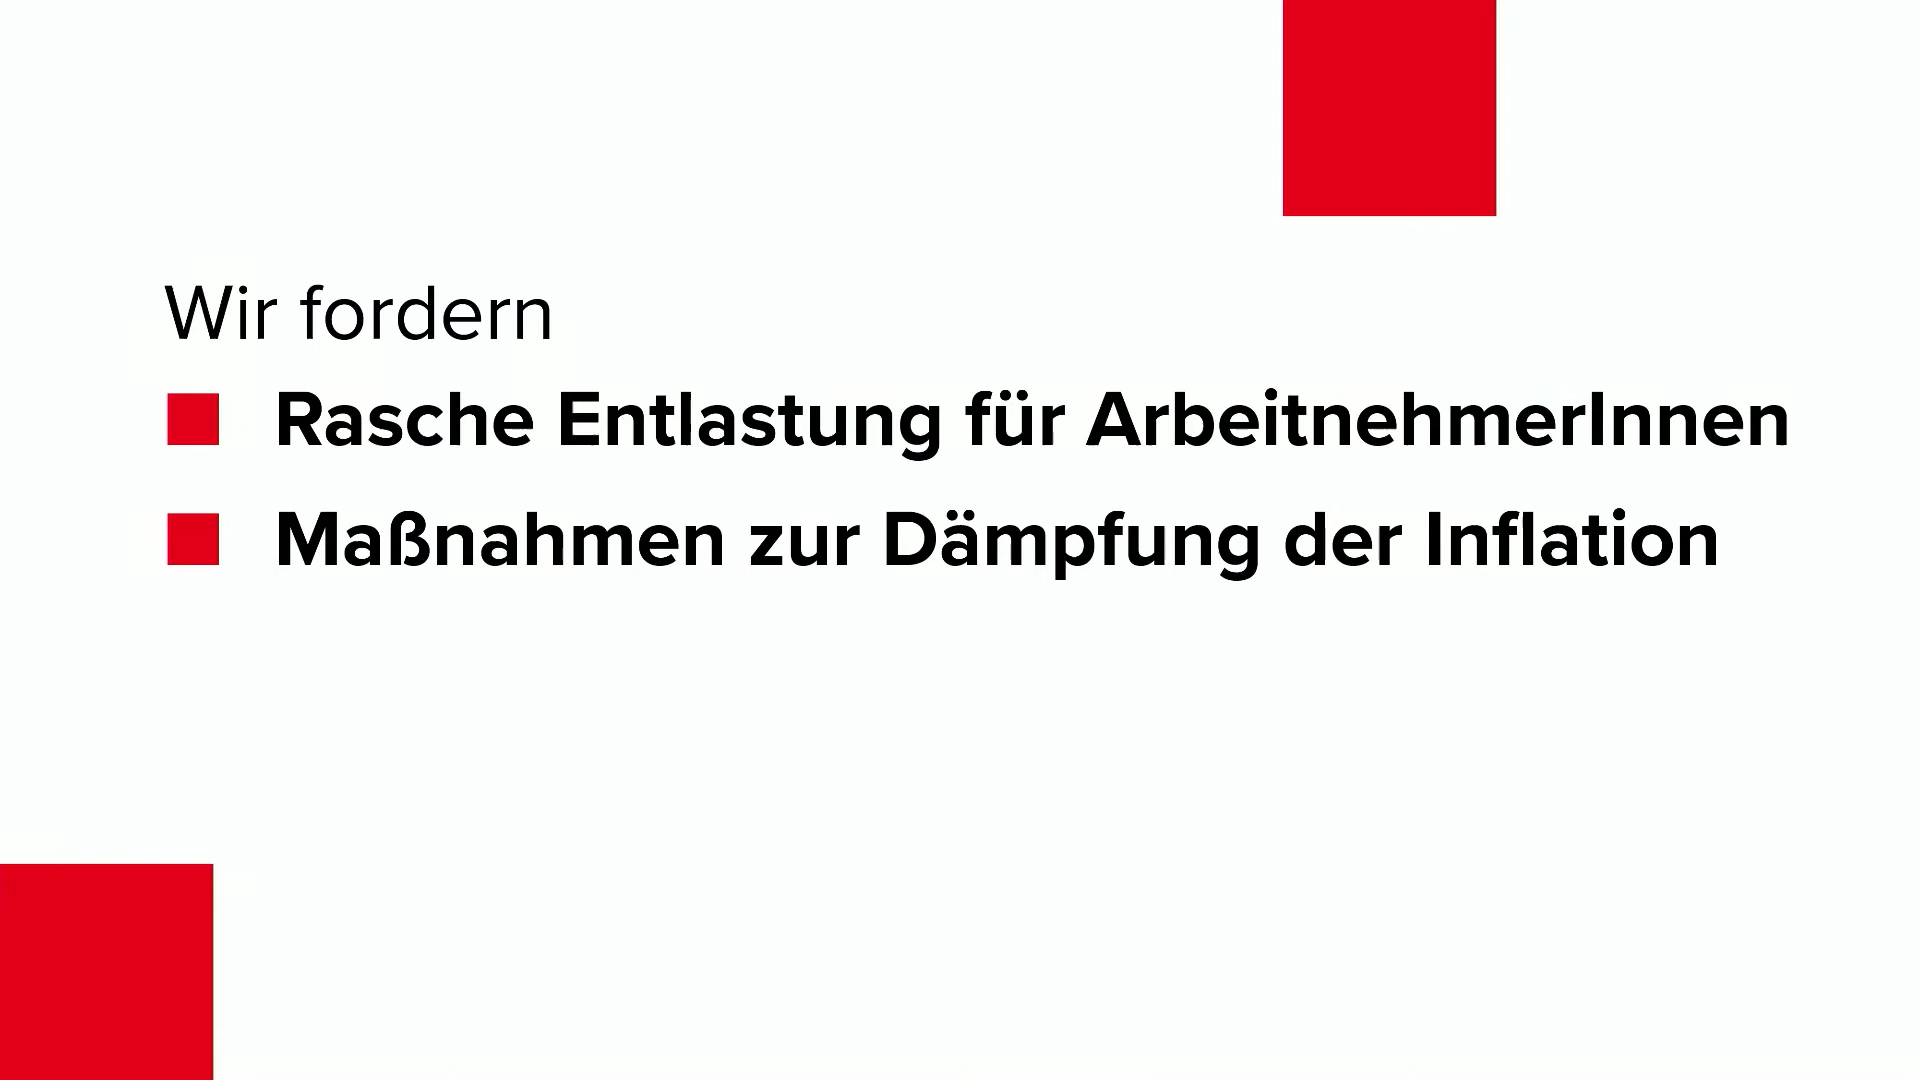 Wir fordern
Rasche Entlastung für ArbeitnehmerInnen
Maßnahmen zur Dämpfung der Inflation